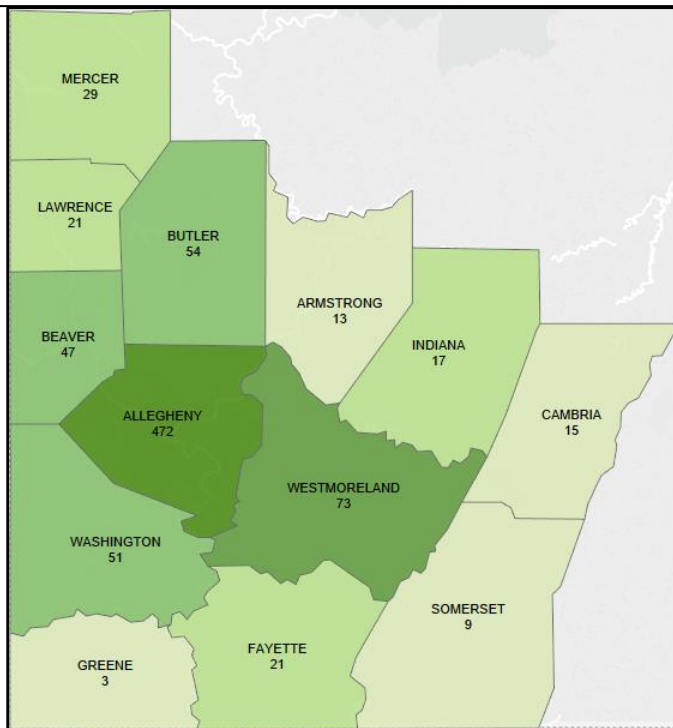 MERCER
29
LAWRENCE
21
BUTLER
54
ARMSTRONG
13
BEAVER
47
INDIANA
17
ALLEGHENY
472
CAMBRIA
15
WESTMORELAND
73
WASHINGTON
51
SOMERSET
9
FAYETTE
21
GREENE
3